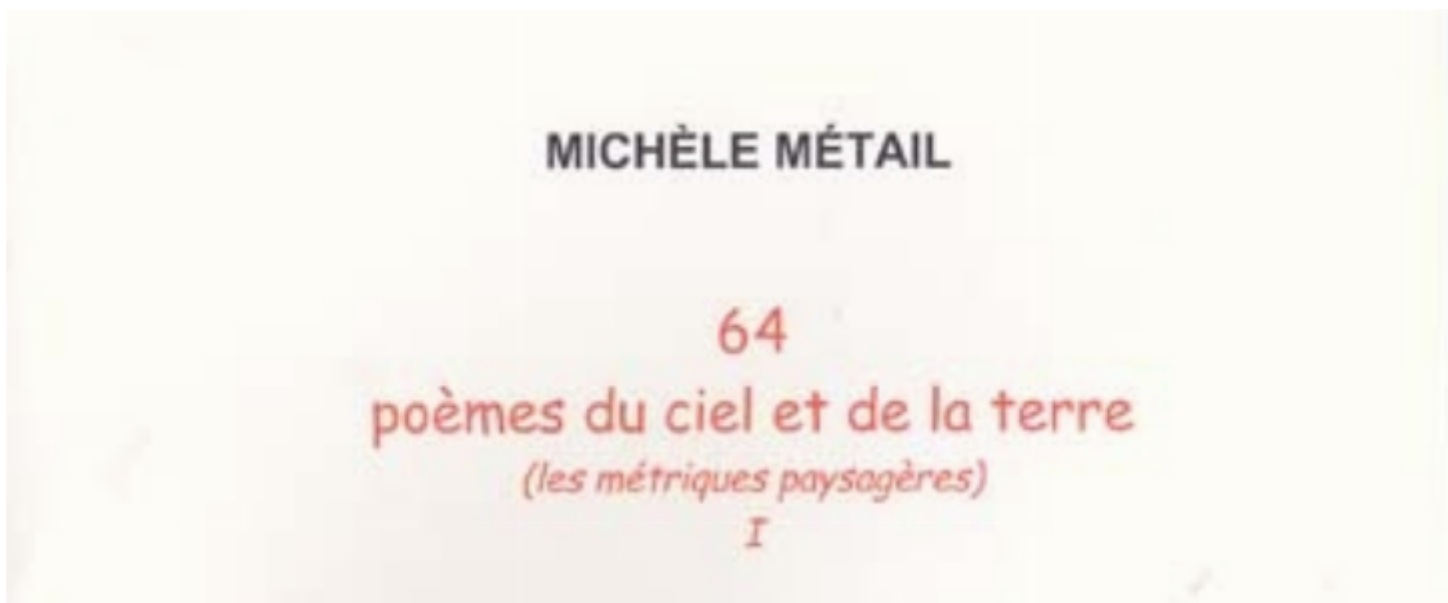 MICHÈLE MÉTAIL
64
poèmes du ciel et de la terre
(les métriques paysagères)
I